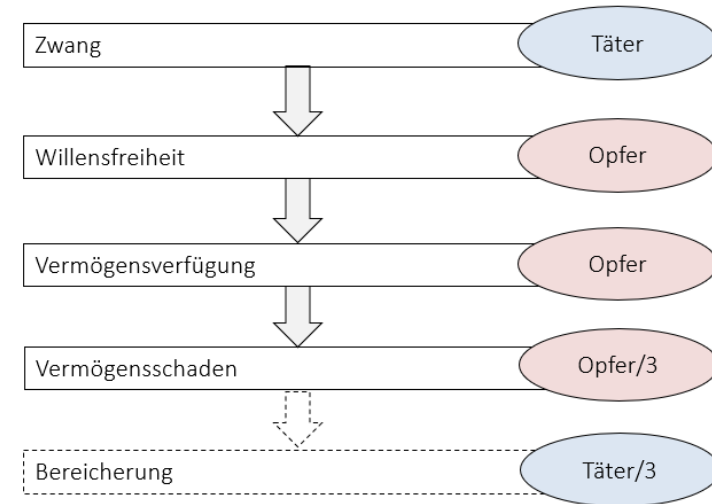 Zwang Täter
Willensfreiheit Opfer
Vermögensverfügung Opfer
Vermögensschaden Opfer/3
Bereicherung Täter/3